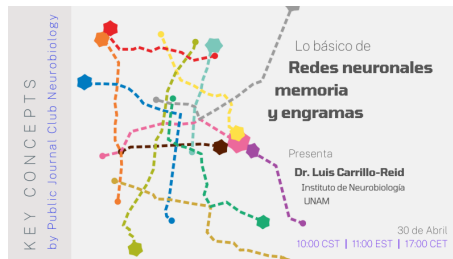 KEY CONCEPTS
by Public Journal Club Neurobiology
Lo básico de
Redes neuronales
memoria
y engramas
Presenta
Dr. Luis Carrillo-Reid
Instituto de Neurobiología
UNAM
30 de Abril
10:00 CST | 11:00 EST | 17:00 CET